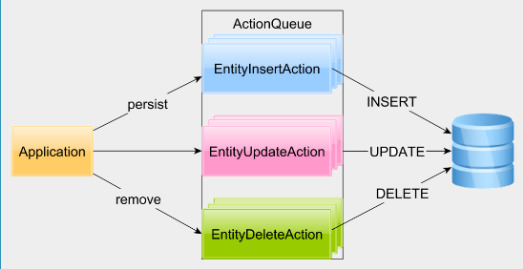 ActionQueue
EntityInsertAction
persist
INSERT
Application
EntityUpdateAction
UPDATE
remove
DELETE
EntityDeleteAction